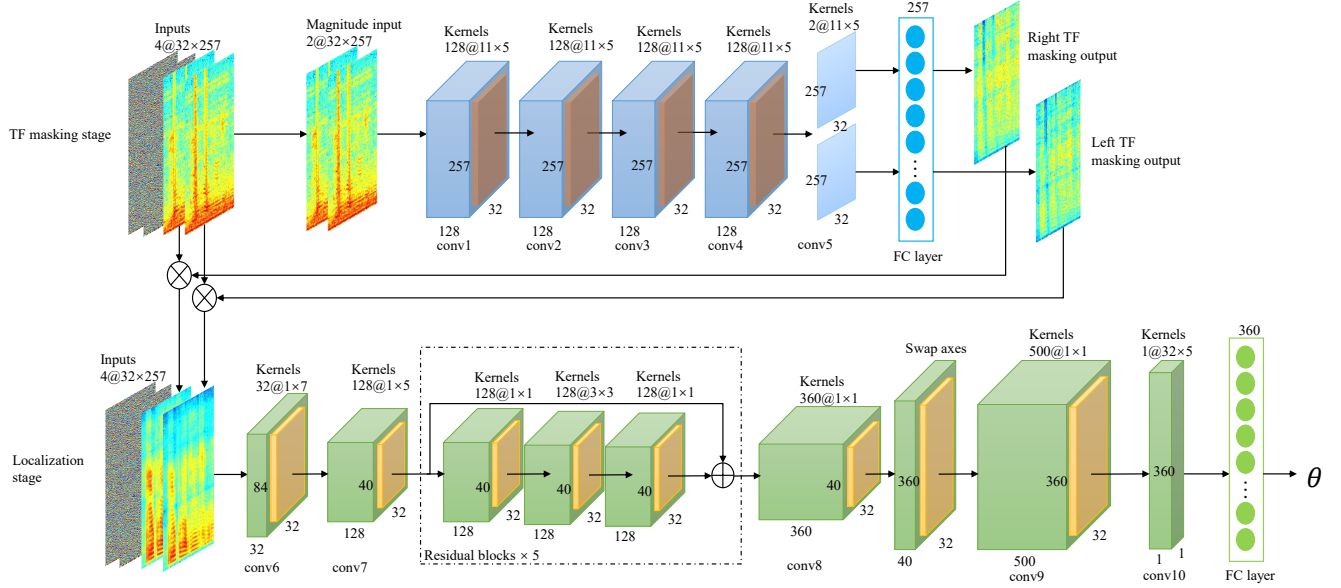 Inputs
4@32×257
Magnitude input
2@32×257
Kernels
128@11×5
Kernels
128@11×5
Kernels
128@11×5
Kernels
128@11×5
Kernels
2@11×5
257
Right TF
masking output
TF masking stage
257
32
257
32
257
32
257
32
257
32
257
32
Left TF
masking output
128
conv1
128
conv2
128
conv3
128
conv4
conv5
FC layer
Inputs
4@32×257
Kernels
32@1×7
Kernels
128@1×5
Kernels
128@1×1
Kernels
128@3×3
Kernels
128@1×1
Kernels
360@1×1
Swap axes
Kernels
500@1×1
Kernels
1@32×5
360
Localization
stage
84
32
32
conv6
40
32
128
conv7
40
32
128
40
32
128
40
32
128
Residual blocks × 5
40
32
360
conv8
360
32
40
360
32
500
conv9
360
1
1
conv10
FC layer
θ